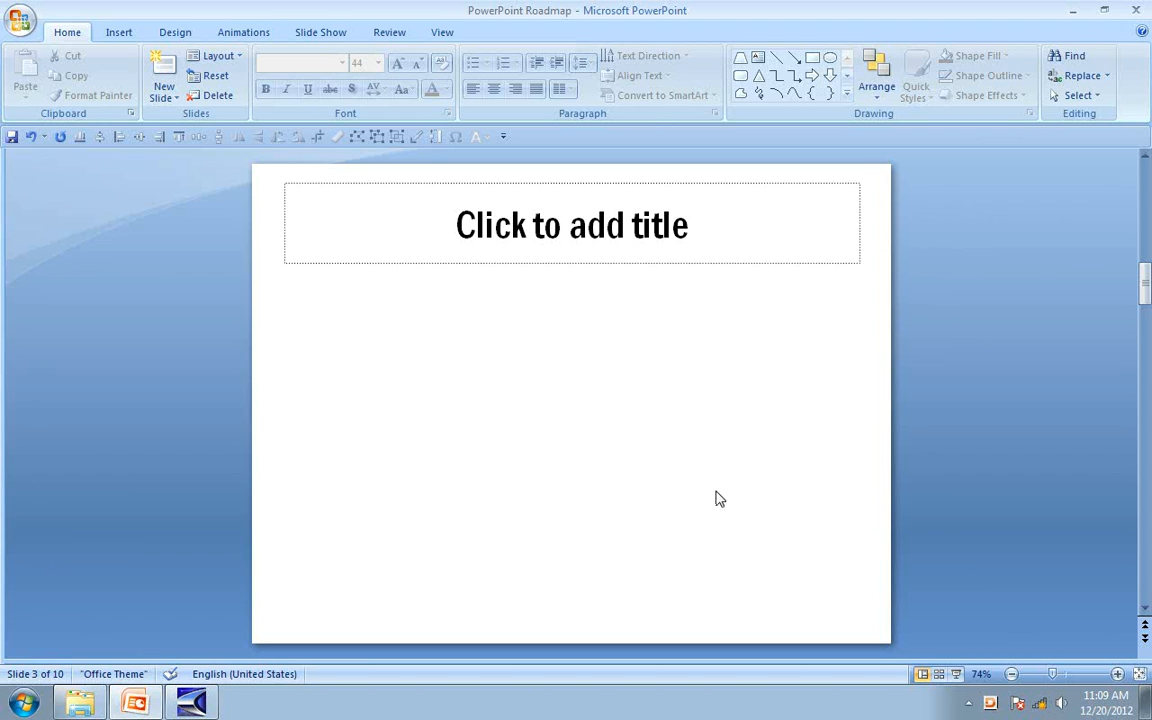 PowerPoint Roadmap - Microsoft PowerPoint
Home Insert Design Slide Show Animations Review View
Cut
Copy
Format Painter
Paste
Clipboard
New Slide
Layout
Reset
Delete
Slides
44
B I U abc S AV Aa A
Font
Text Direction
Align Text
Convert to SmartArt
Paragraph
Arrange
Quick Styles
Shape Fill
Shape Outline
Shape Effects
Drawing
Find
Replace
Select
Editing
Click to add title
Slide 3 of 10 "Office Theme" English (United States) 74%
11:09 AM
12/20/2012